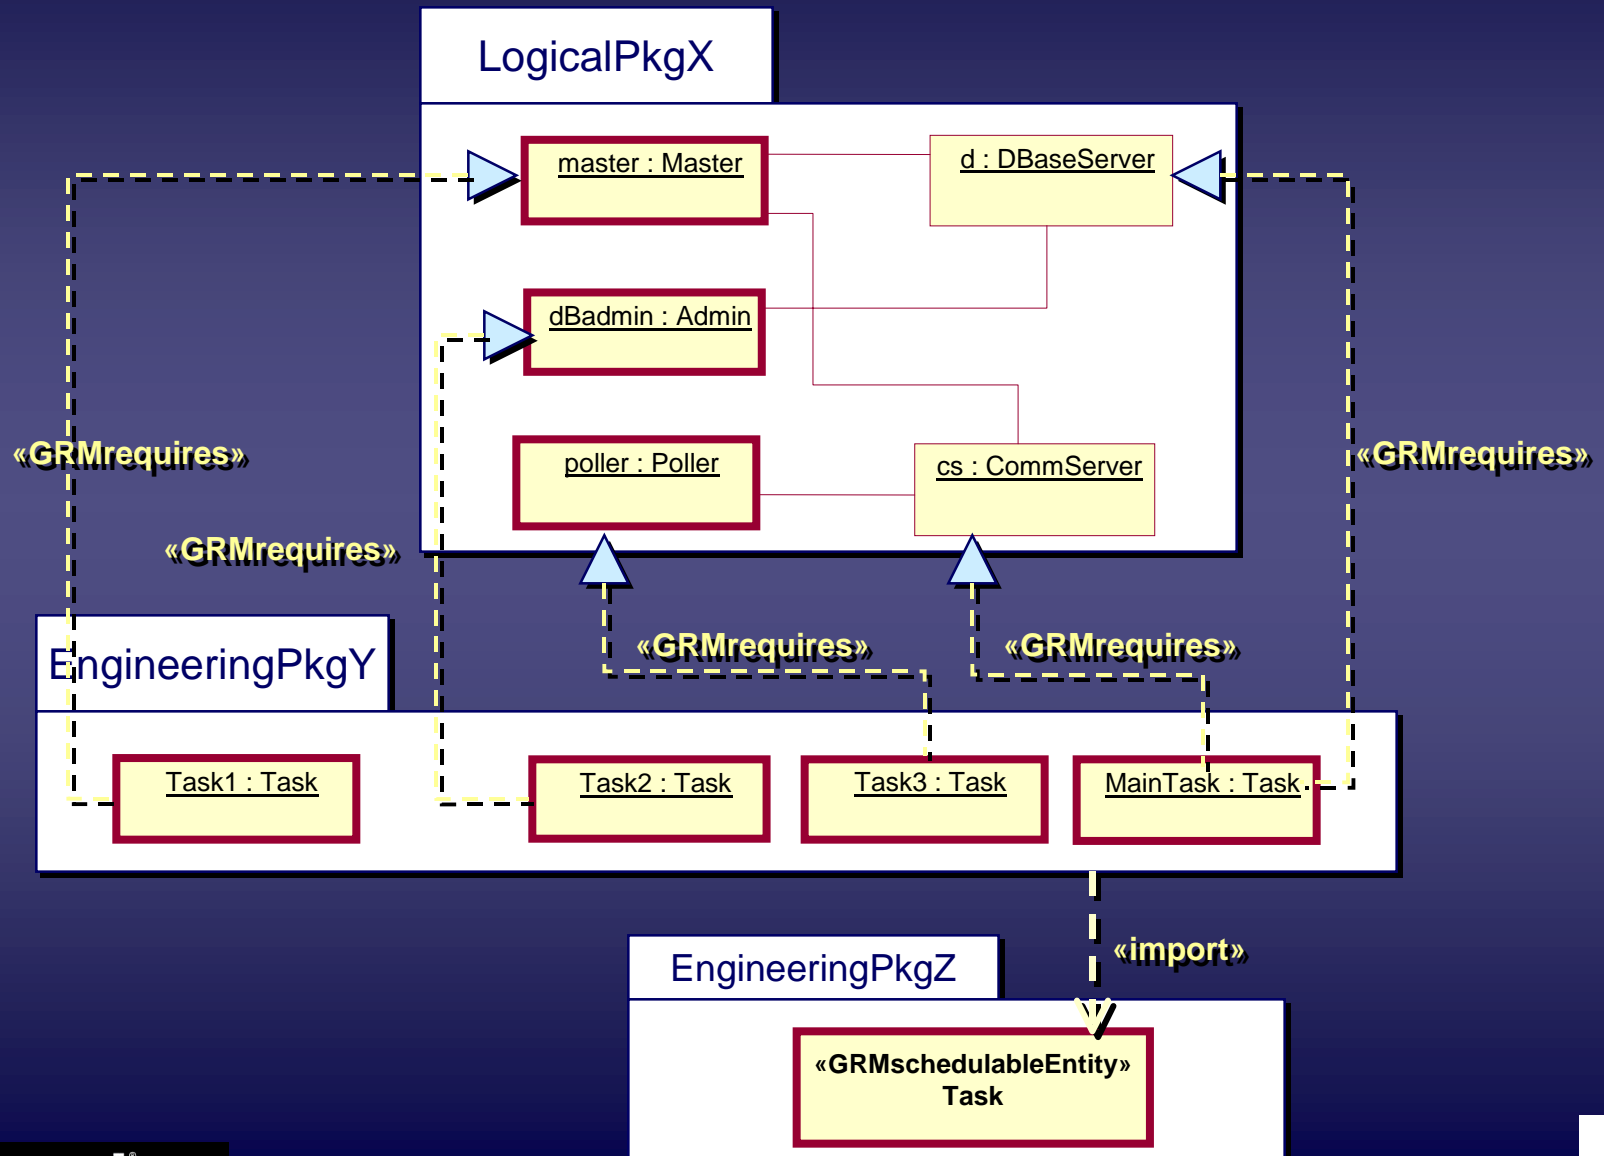 LogicalPkgX
master : Master
d : DBaseServer
dBadmin : Admin
«GRMrequires»
«GRMrequires»
poller : Poller
cs : CommServer
«GRMrequires»
«GRMrequires»
«GRMrequires»
EngineeringPkgY
Task1 : Task
Task2 : Task
Task3 : Task
MainTask : Task
«import»
EngineeringPkgZ
«GRMschedulableEntity»
Task
®